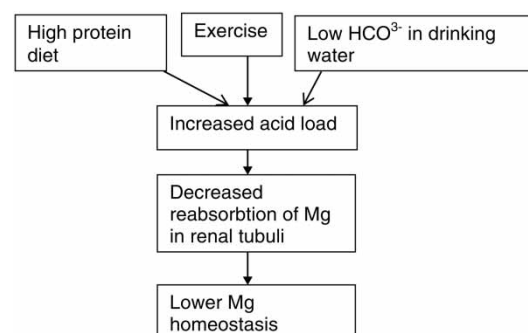 High protein
diet
Exercise
Low HCO³⁻ in drinking
water
Increased acid load
Decreased
reabsorbtion of Mg
in renal tubuli
Lower Mg
homeostasis